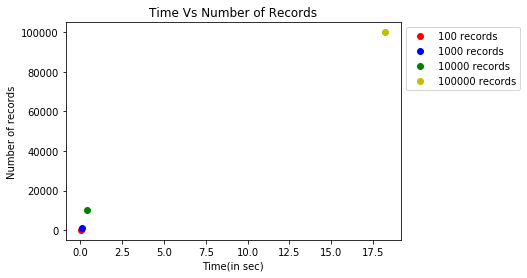 Time Vs Number of Records
100000
80000
60000
40000
20000
0
Number of records
0.0 2.5 5.0 7.5 10.0 12.5 15.0 17.5
Time(in sec)
100 records
1000 records
10000 records
100000 records